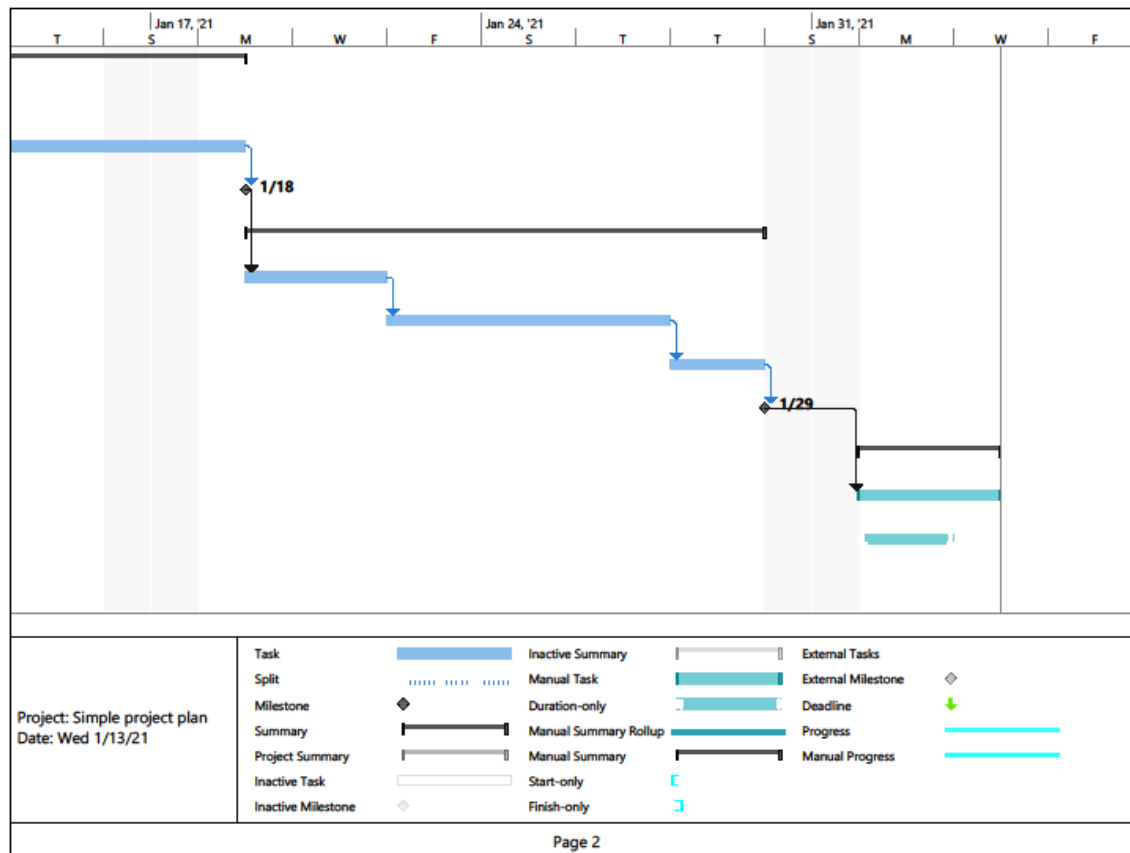 Jan 17, '21 Jan 24, '21 Jan 31, '21
T S M W F S T T S M W F
1/18
1/29
Project: Simple project plan
Date: Wed 1/13/21
Task
Split
Milestone
Summary
Project Summary
Inactive Task
Inactive Milestone
Inactive Summary
Manual Task
Duration-only
Manual Summary Rollup
Manual Summary
Start-only
Finish-only
External Tasks
External Milestone
Deadline
Progress
Manual Progress
Page 2